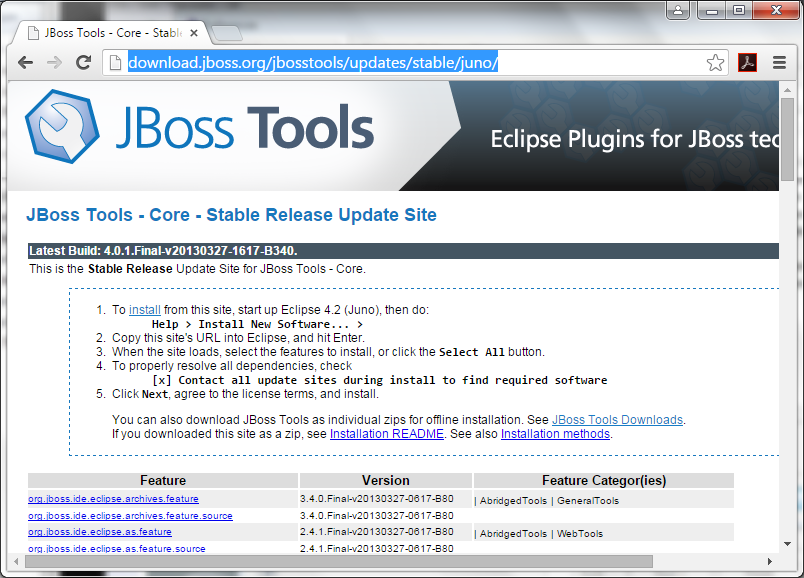 JBoss Tools - Core - Stabl
download.jboss.org/jbosstools/updates/stable/juno/
JBoss Tools
Eclipse Plugins for JBoss tec
JBoss Tools - Core - Stable Release Update Site
Latest Build: 4.0.1.Final-v20130327-1617-B340.
This is the Stable Release Update Site for JBoss Tools - Core.
1. To install from this site, start up Eclipse 4.2 (Juno), then do:
Help > Install New Software... >
2. Copy this site's URL into Eclipse, and hit Enter.
3. When the site loads, select the features to install, or click the Select All button.
4. To properly resolve all dependencies, check
[x] Contact all update sites during install to find required software
5. Click Next, agree to the license terms, and install.
You can also download JBoss Tools as individual zips for offline installation. See JBoss Tools Downloads.
If you downloaded this site as a zip, see Installation README. See also Installation methods.
Feature Version Feature Categor(ies)
org.jboss.ide.eclipse.archives.feature 3.4.0.Final-v20130327-0617-B80 | AbridgedTools | GeneralTools
org.jboss.ide.eclipse.archives.feature.source 3.4.0.Final-v20130327-0617-B80
org.jboss.ide.eclipse.as.feature 2.4.1.Final-v20130327-0617-B80 | AbridgedTools | WebTools
org.jboss.ide.eclipse.as.feature.source 2.4.1.Final-v20130327-0617-B80